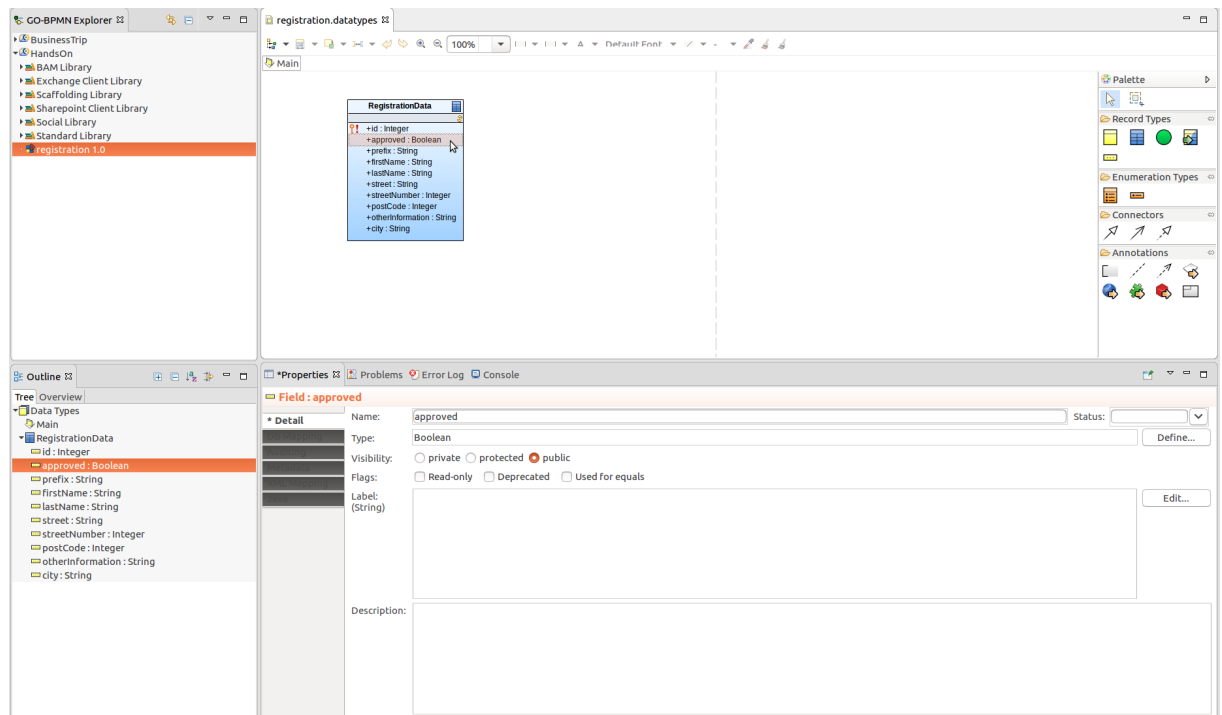 GO-BPMN Explorer
BusinessTrip
HandsOn
BAM Library
Exchange Client Library
Scaffolding Library
Sharepoint Client Library
Social Library
Standard Library
registration 1.0
registration.datatypes
100%
A
Default Font
Main
RegistrationData
+id : Integer
+approved : Boolean
+prefix : String
+firstName : String
+lastName : String
+street : String
+streetNumber : Integer
+postCode : Integer
+otherInformation : String
+city : String
Palette
Record Types
Enumeration Types
Connectors
Annotations
Outline
Tree Overview
Data Types
Main
RegistrationData
id : Integer
approved : Boolean
prefix : String
firstName : String
lastName : String
street : String
streetNumber : Integer
postCode : Integer
otherInformation : String
city : String
*Properties Problems Error Log Console
Field : approved
* Detail
Name: approved Status:
Type: Boolean Define...
Visibility: private protected public
Flags: Read-only Deprecated Used for equals
Label: Edit...
(String)
Description: